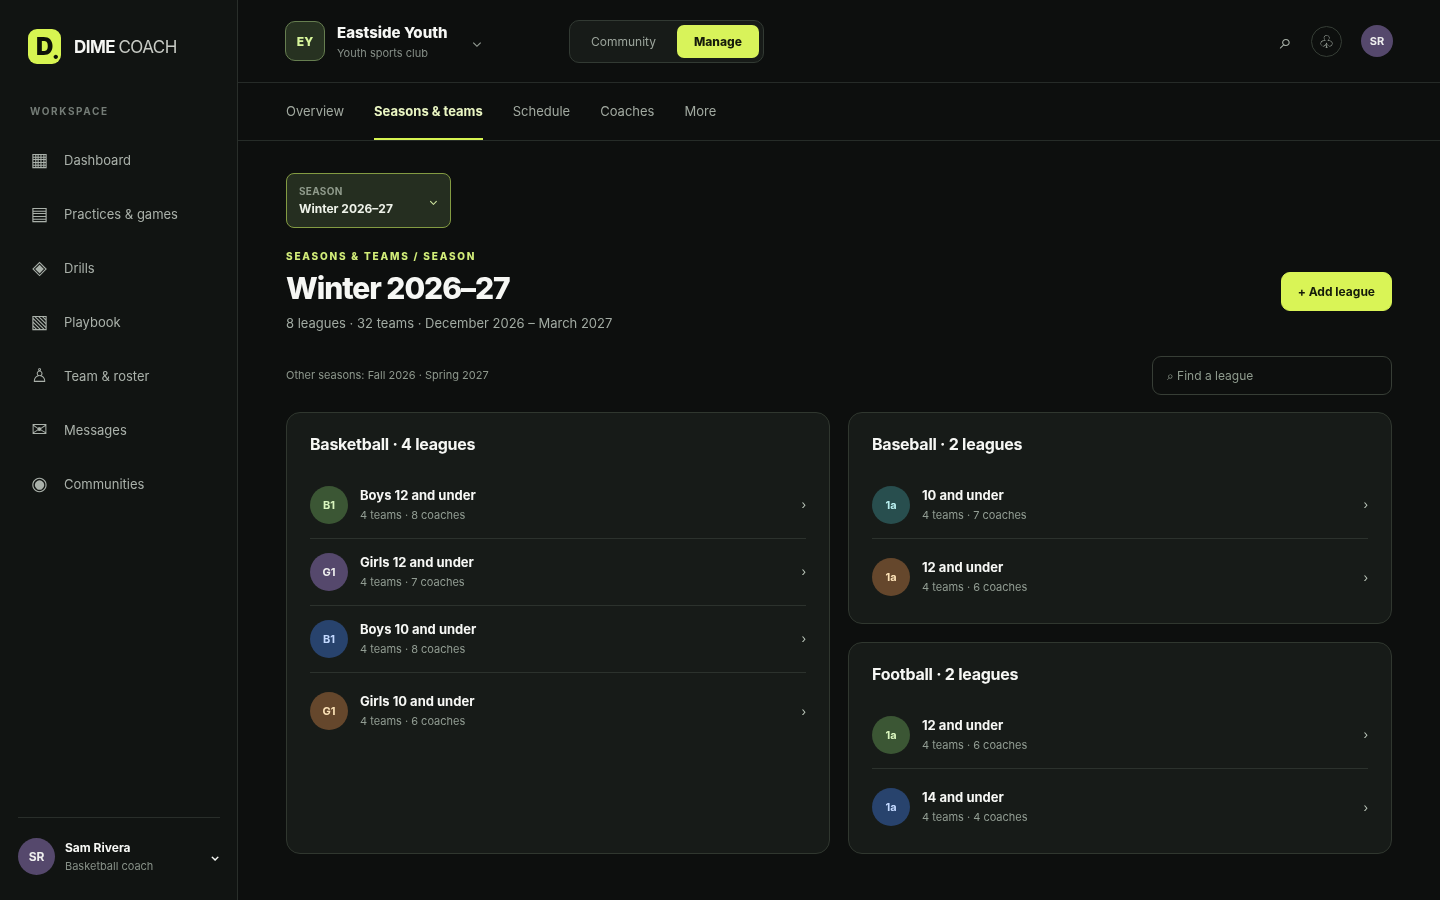 D.
DIME COACH
WORKSPACE
Dashboard
Practices & games
Drills
Playbook
Team & roster
Messages
Communities
SR
Sam Rivera
Basketball coach
EY
Eastside Youth
Youth sports club
Community
Manage
SR
Overview
Seasons & teams
Schedule
Coaches
More
SEASON
Winter 2026–27
SEASONS & TEAMS / SEASON
Winter 2026–27
8 leagues · 32 teams · December 2026 – March 2027
+ Add league
Other seasons: Fall 2026 · Spring 2027
Find a league
Basketball · 4 leagues
B1
Boys 12 and under
4 teams · 8 coaches
G1
Girls 12 and under
4 teams · 7 coaches
B1
Boys 10 and under
4 teams · 8 coaches
G1
Girls 10 and under
4 teams · 6 coaches
Baseball · 2 leagues
1a
10 and under
4 teams · 7 coaches
1a
12 and under
4 teams · 6 coaches
Football · 2 leagues
1a
12 and under
4 teams · 6 coaches
1a
14 and under
4 teams · 4 coaches